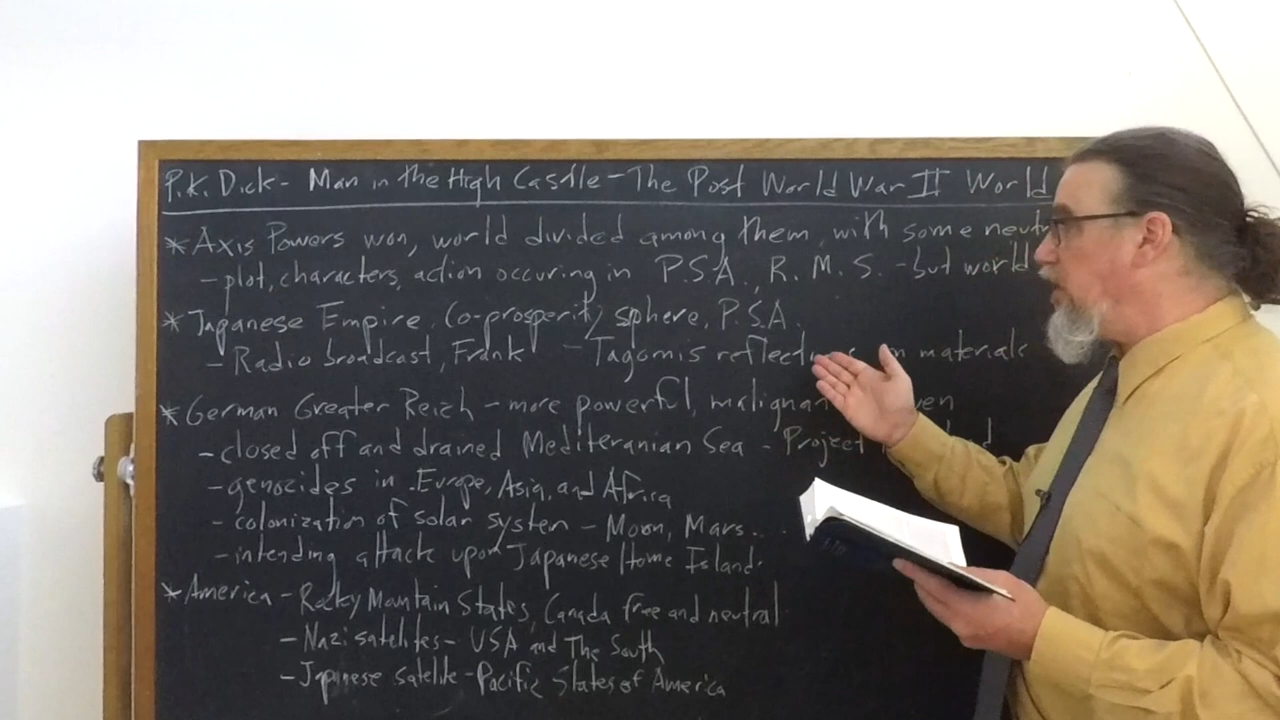 P.K. Dick - Man in the High Castle - The Post World War II World
* Axis Powers won, world divided among them, with some neutr
- plot, characters, action occuring in P.S.A., R.M.S. - but world
* Japanese Empire, Co-prosperity sphere, P.S.A.
- Radio broadcast, Frank - Tagomis reflections on materials
* German Greater Reich - more powerful, malignant
- closed off and drained Mediteranian Sea - Project
- genocides in Europe, Asia, and Africa
- colonization of solar system - Moon, Mars...
- intending attack upon Japanese Home Island.
* America - Rocky Mountain States, Canada free and neutral
- Nazi satelites - USA and The South
- Japinese satelite - Pacific States of America